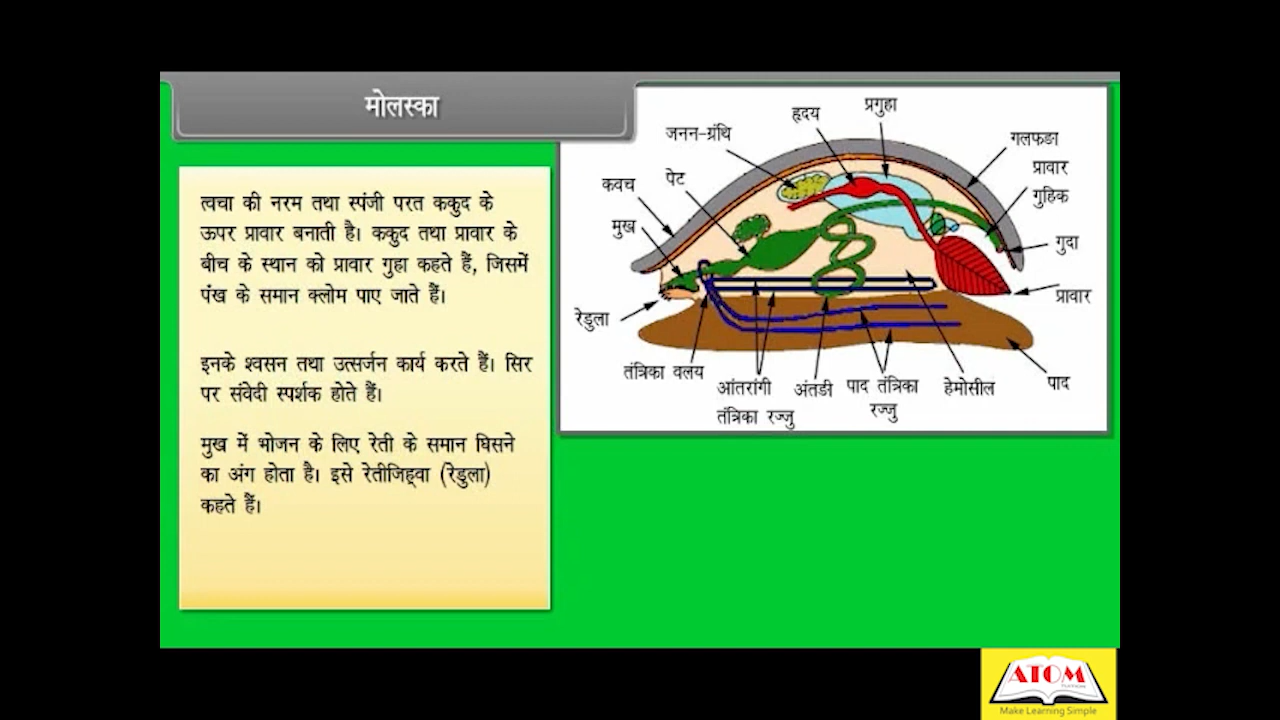 मोलस्का
त्वचा की नरम तथा स्पंजी परत ककुद के
ऊपर प्रावार बनाती है। ककुद तथा प्रावार के
बीच के स्थान को प्रावार गुहा कहते हैं, जिसमें
पंख के समान क्लोम पाए जाते हैं।
इनके श्वसन तथा उत्सर्जन कार्य करते हैं। सिर
पर संवेदी स्पर्शक होते हैं।
मुख में भोजन के लिए रेती के समान घिसने
का अंग होता है। इसे रेतीजिह्वा (रेडुला)
कहते हैं।
हृदय
प्रगुहा
जनन-ग्रंथि
गलफडा
कवच
पेट
प्रावार
गुहिक
मुख
गुदा
रेडुला
प्रावार
तंत्रिका वलय
आंतरांगी
तंत्रिका रज्जु
अंतडी
पाद तंत्रिका
रज्जु
हेमोसील
पाद
ATOM
Make Learning Simple